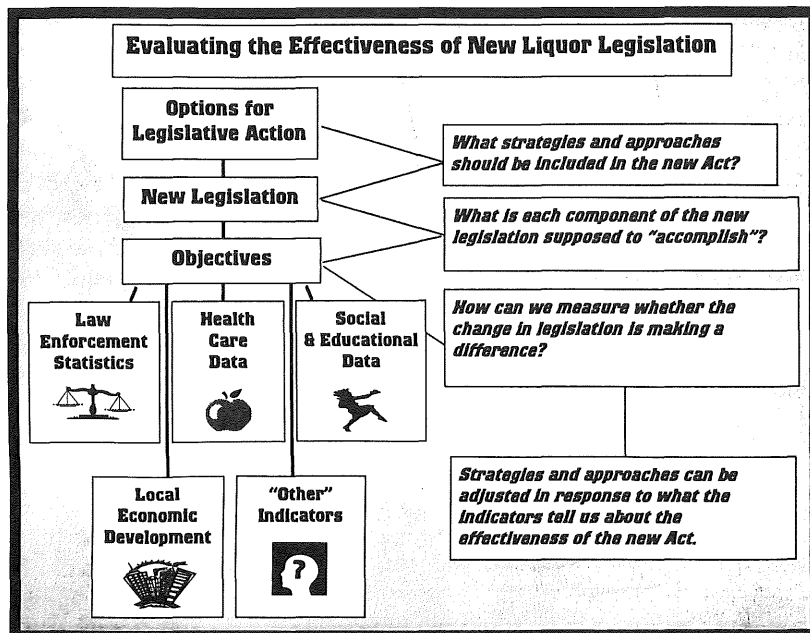 Evaluating the Effectiveness of New Liquor Legislation
Options for
Legislative Action
New Legislation
Objectives
Law
Enforcement
Statistics
Health
Care
Data
Social
& Educational
Data
Local
Economic
Development
"Other"
Indicators
?
What strategies and approaches
should be included in the new Act?
What is each component of the new
legislation supposed to "accomplish"?
How can we measure whether the
change in legislation is making a
difference?
Strategies and approaches can be
adjusted in response to what the
indicators tell us about the
effectiveness of the new Act.